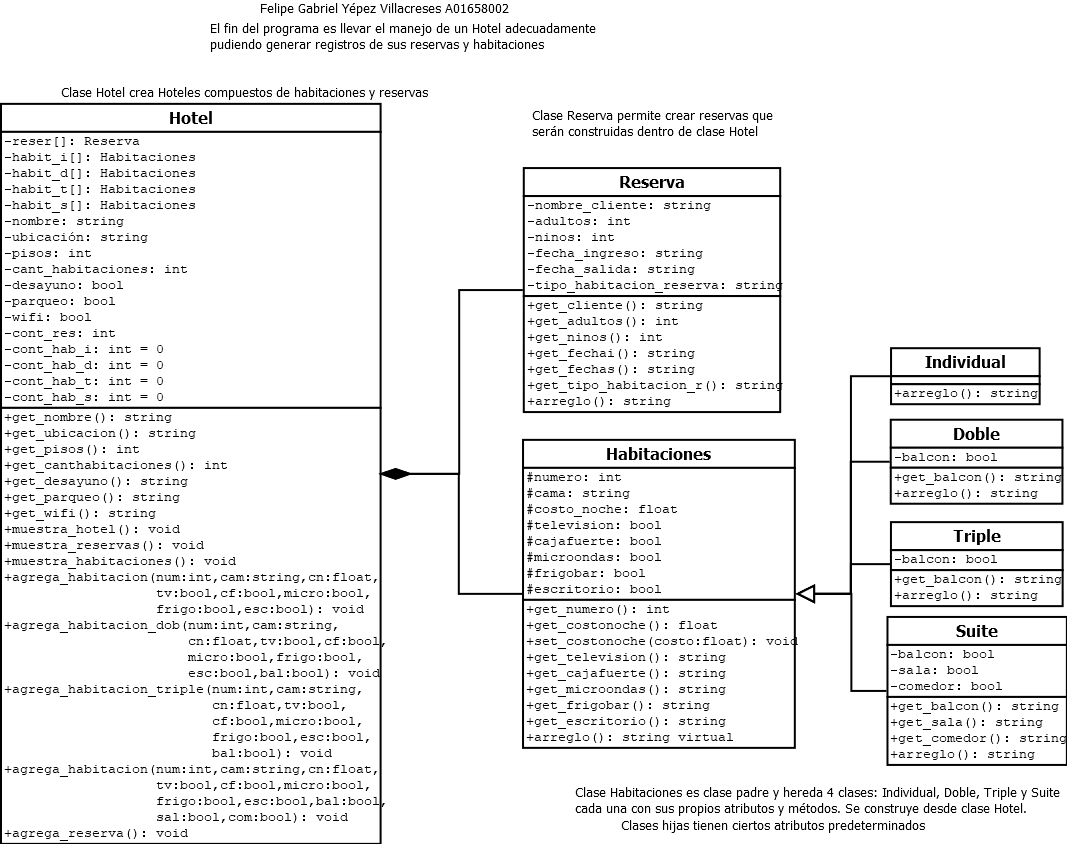 Felipe Gabriel Yépez Villacreses A01658002
El fin del programa es llevar el manejo de un Hotel adecuadamente
pudiendo generar registros de sus reservas y habitaciones
Clase Hotel crea Hoteles compuestos de habitaciones y reservas
Hotel
-reser[]: Reserva
-habit_i[]: Habitaciones
-habit_d[]: Habitaciones
-habit_t[]: Habitaciones
-habit_s[]: Habitaciones
-nombre: string
-ubicación: string
-pisos: int
-cant_habitaciones: int
-desayuno: bool
-parqueo: bool
-wifi: bool
-cont_res: int
-cont_hab_i: int = 0
-cont_hab_d: int = 0
-cont_hab_t: int = 0
-cont_hab_s: int = 0
+get_nombre(): string
+get_ubicacion(): string
+get_pisos(): int
+get_canthabitaciones(): int
+get_desayuno(): string
+get_parqueo(): string
+get_wifi(): string
+muestra_hotel(): void
+muestra_reservas(): void
+muestra_habitaciones(): void
+agrega_habitacion(num:int,cam:string,cn:float,
tv:bool,cf:bool,micro:bool,
frigo:bool,esc:bool): void
+agrega_habitacion_dob(num:int,cam:string,
cn:float,tv:bool,cf:bool,
micro:bool,frigo:bool,
esc:bool,bal:bool): void
+agrega_habitacion_triple(num:int,cam:string,
cn:float,tv:bool,
cf:bool,micro:bool,
frigo:bool,esc:bool,
bal:bool): void
+agrega_habitacion(num:int,cam:string,cn:float,
tv:bool,cf:bool,micro:bool,
frigo:bool,esc:bool,bal:bool,
sal:bool,com:bool): void
+agrega_reserva(): void
Clase Reserva permite crear reservas que
serán construidas dentro de clase Hotel
Reserva
-nombre_cliente: string
-adultos: int
-ninos: int
-fecha_ingreso: string
-fecha_salida: string
-tipo_habitacion_reserva: string
+get_cliente(): string
+get_adultos(): int
+get_ninos(): int
+get_fechai(): string
+get_fechas(): string
+get_tipo_habitacion_r(): string
+arreglo(): string
Habitaciones
#numero: int
#cama: string
#costo_noche: float
#television: bool
#cajafuerte: bool
#microondas: bool
#frigobar: bool
#escritorio: bool
+get_numero(): int
+get_costonoche(): float
+set_costonoche(costo:float): void
+get_television(): string
+get_cajafuerte(): string
+get_microondas(): string
+get_frigobar(): string
+get_escritorio(): string
+arreglo(): string virtual
Individual
+arreglo(): string
Doble
-balcon: bool
+get_balcon(): string
+arreglo(): string
Triple
-balcon: bool
+get_balcon(): string
+arreglo(): string
Suite
-balcon: bool
-sala: bool
-comedor: bool
+get_balcon(): string
+get_sala(): string
+get_comedor(): string
+arreglo(): string
Clase Habitaciones es clase padre y hereda 4 clases: Individual, Doble, Triple y Suite
cada una con sus propios atributos y métodos. Se construye desde clase Hotel.
Clases hijas tienen ciertos atributos predeterminados